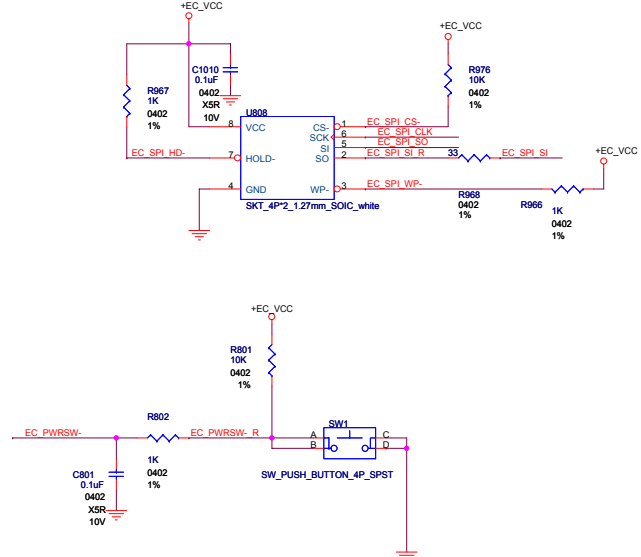 +EC_VCC
+EC_VCC
R967
1K
0402
1%
C1010
0.1uF
0402
X5R
10V
R976
10K
0402
1%
U808
8 VCC
CS- 1 EC_SPI_CS-
SCK 6 EC_SPI_CLK
SI 5 EC_SPI_SO
EC_SPI_HD- 7 HOLD-
SO 2 EC_SPI_SI_R 33 EC_SPI_SI
+EC_VCC
4 GND
WP- 3 EC_SPI_WP-
SKT_4P*2_1.27mm_SOIC_white
R968
0402
1%
R966
1K
1%
+EC_VCC
R801
10K
0402
1%
R802
1K
0402
1%
SW1
EC_PWRSW-
EC_PWRSW-_R
A
B
C
D
SW_PUSH_BUTTON_4P_SPST
C801
0.1uF
0402
X5R
10V